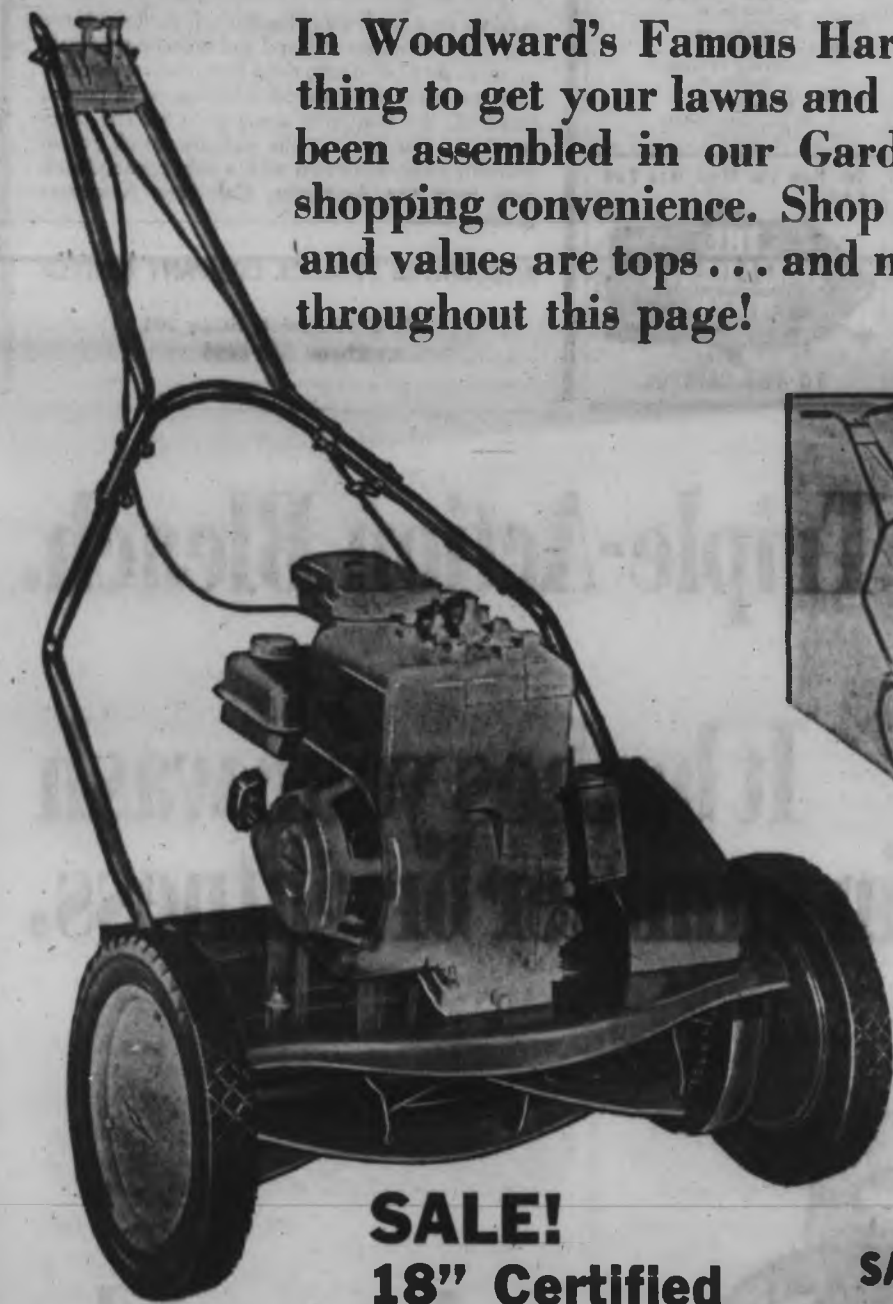 In Woodward's Famous Har
thing to get your lawns and
been assembled in our Gard
shopping convenience. Shop
and values are tops . . . and
throughout this page!
SALE!
18” Certified